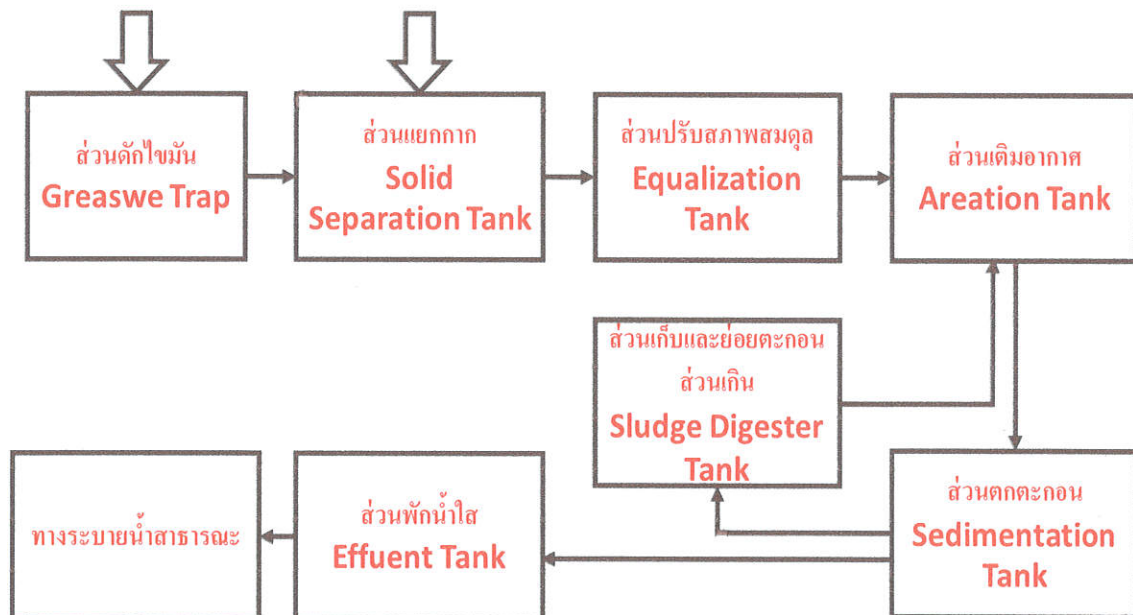 ส่วนดักไขมัน
Greaswe Trap
ส่วนแยกกาก
Solid
Separation Tank
ส่วนปรับสภาพสมดุล
Equalization
Tank
ส่วนเติมอากาศ
Areation Tank
ส่วนเก็บและย่อยตะกอน
ส่วนเกิน
Sludge Digester
Tank
ส่วนตกตะกอน
Sedimentation
Tank
ส่วนพักน้ำใส
Effuent Tank
ทางระบายน้ำสาธารณะ